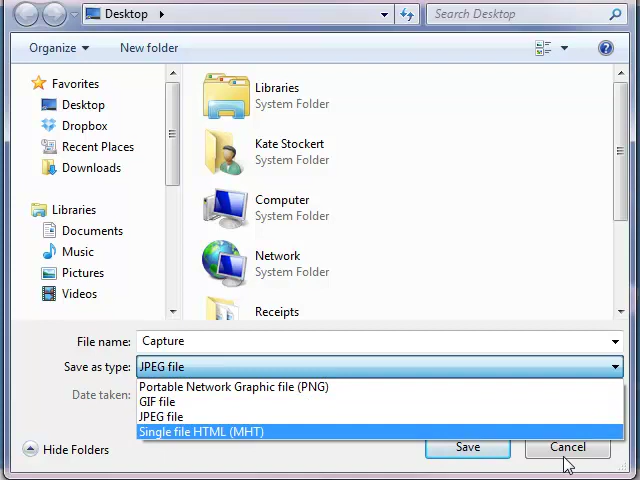 Desktop
Search Desktop
Organize
New folder
Favorites
Desktop
Dropbox
Recent Places
Downloads
Libraries
Documents
Music
Pictures
Videos
Libraries
System Folder
Kate Stockert
System Folder
Computer
System Folder
Network
System Folder
Receipts
File name: Capture
Save as type: JPEG file
Portable Network Graphic file (PNG)
Date taken:
GIF file
JPEG file
Single file HTML (MHT)
Hide Folders
Save
Cancel